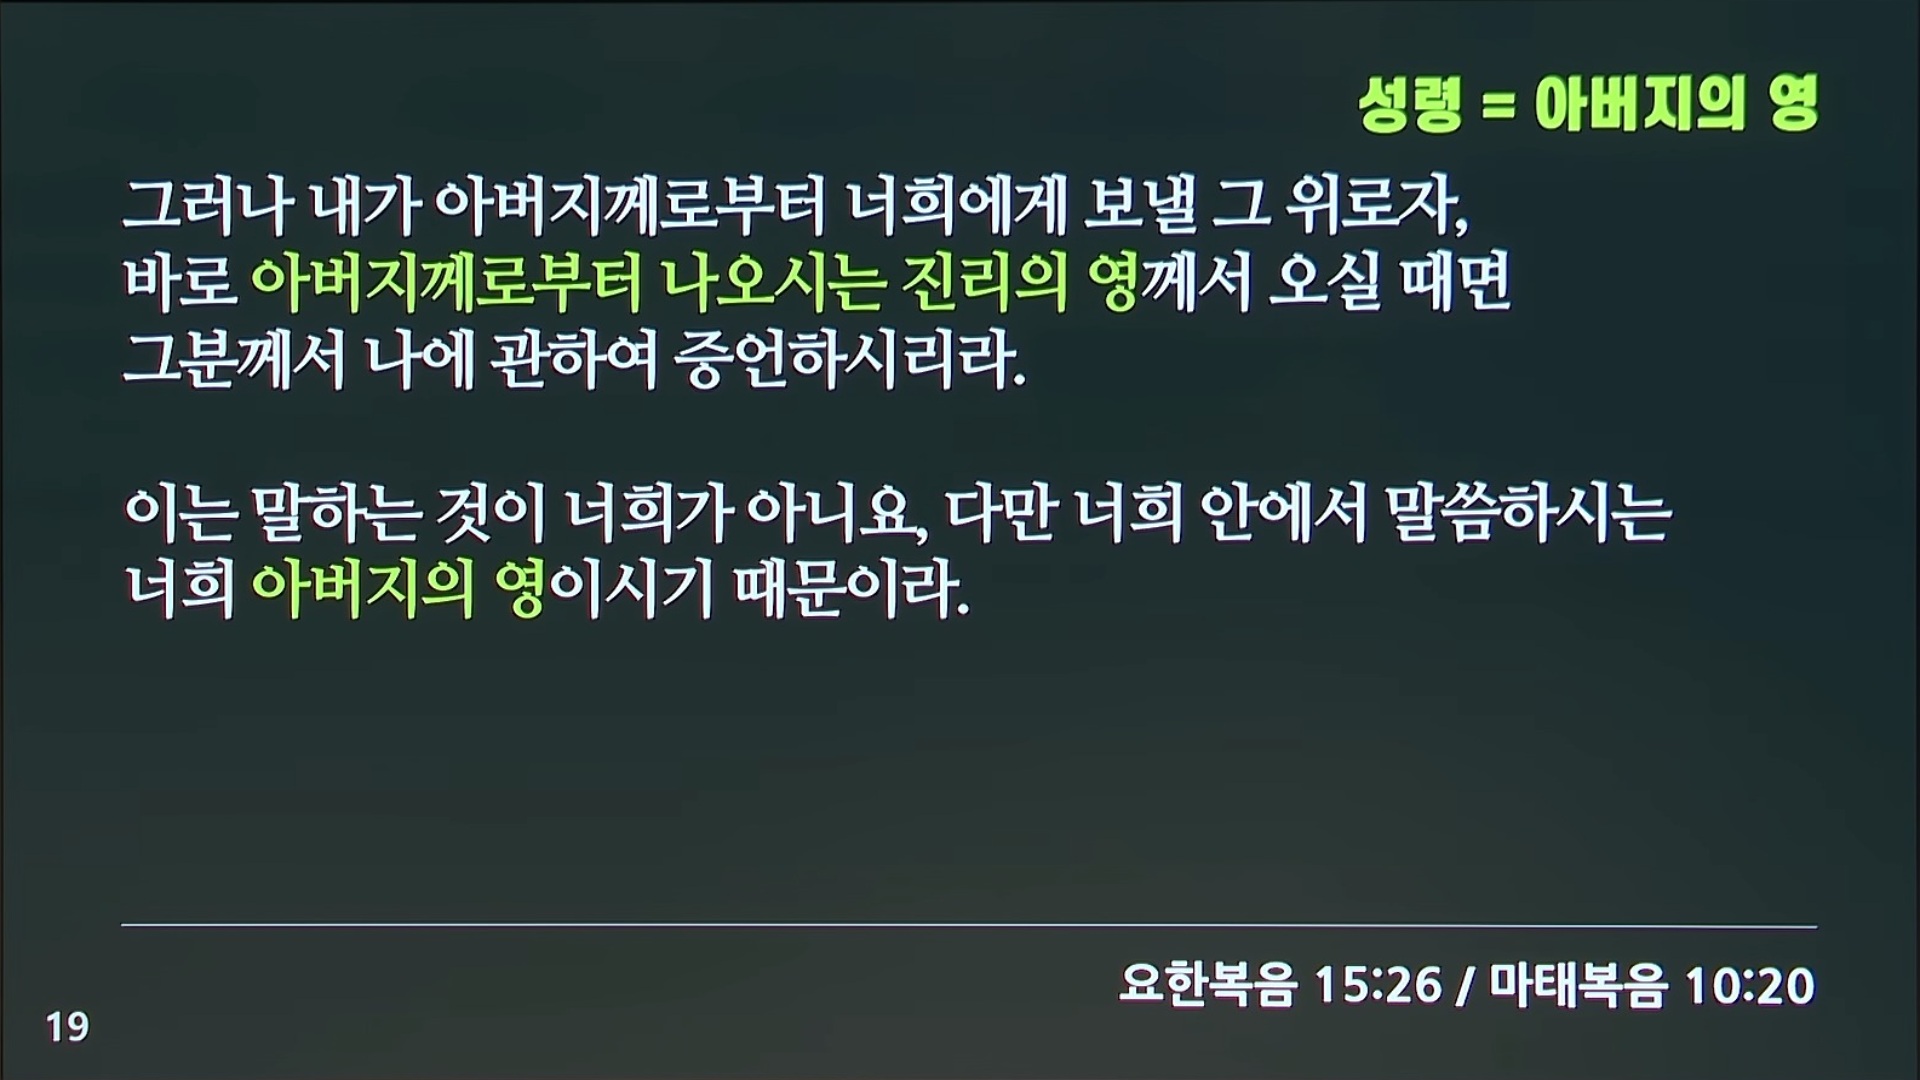 성령 = 아버지의 영
그러나 내가 아버지께로부터 너희에게 보낼 그 위로자,
바로 아버지께로부터 나오시는 진리의 영께서 오실 때면
그분께서 나에 관하여 중언하시리라.
이는 말하는 것이 너희가 아니요, 다만 너희 안에서 말씀하시는
너희 아버지의 영이시기 때문이라.
요한복음 15:26 / 마태복음 10:20
19